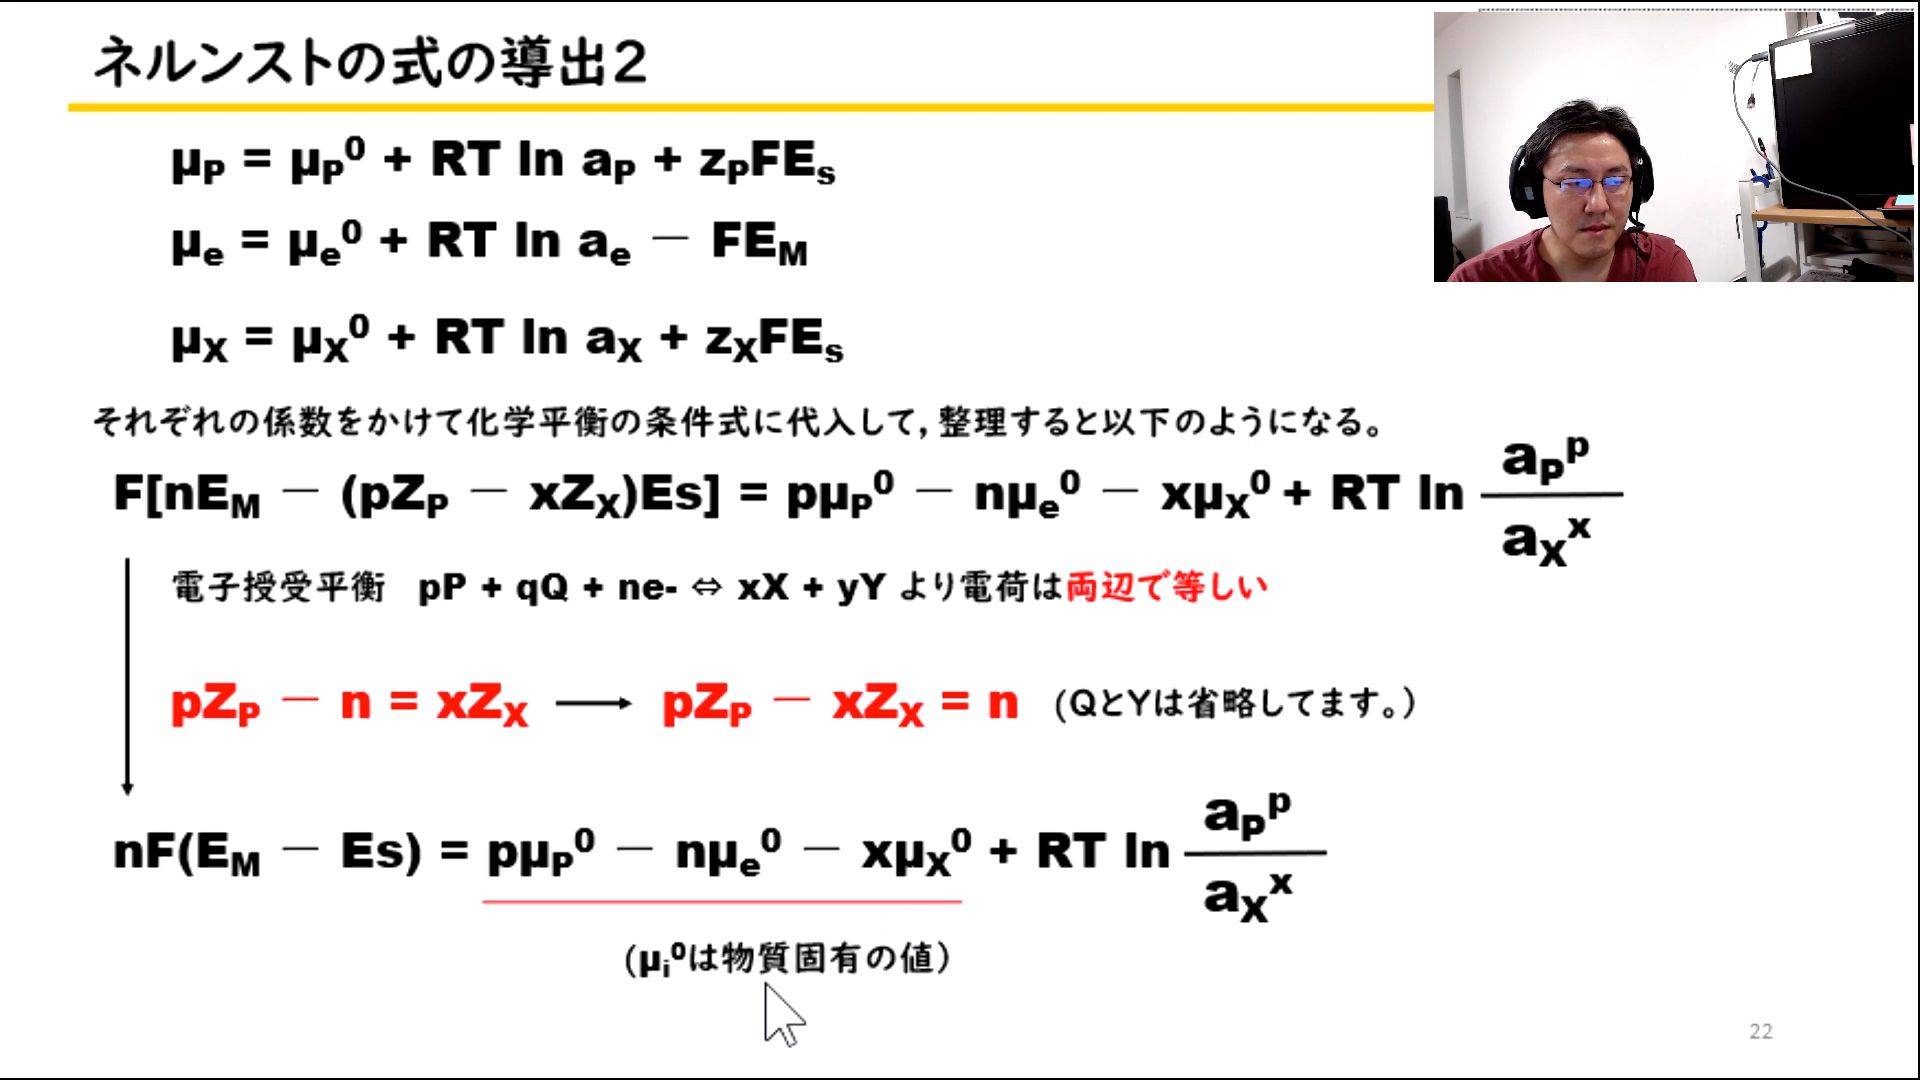 ネルンストの式の導出2
μP = μP⁰ + RT ln aP + zPFEs
μe = μe⁰ + RT ln ae － FEM
μX = μX⁰ + RT ln aX + zXFEs
それぞれの係数をかけて化学平衡の条件式に代入して, 整理すると以下のようになる。
F[nEM － (pZP － xZX)Es] = pμP⁰ － nμe⁰ － xμX⁰ + RT ln aP^p / aX^x
電子授受平衡 pP + qQ + ne- ⇔ xX + yY より電荷は両辺で等しい
pZP － n = xZX → pZP － xZX = n (QとYは省略してます。)
nF(EM － Es) = pμP⁰ － nμe⁰ － xμX⁰ + RT ln aP^p / aX^x
(μi⁰は物質固有の値)
22